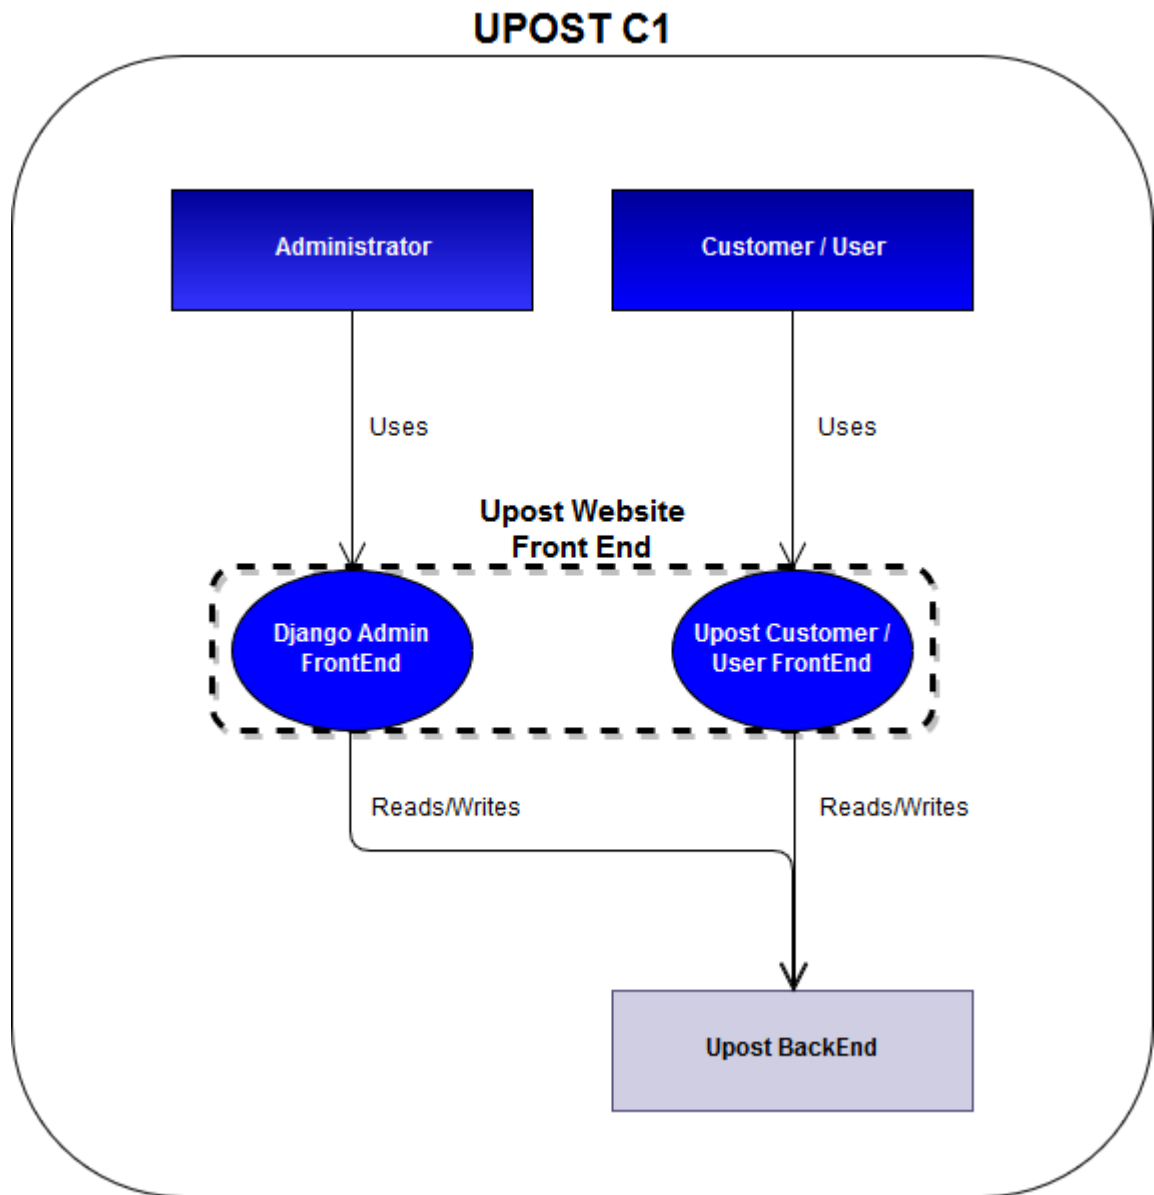 UPOST C1
Administrator
Customer / User
Uses
Uses
Upost Website
Front End
Django Admin
FrontEnd
Upost Customer /
User FrontEnd
Reads/Writes
Reads/Writes
Upost BackEnd